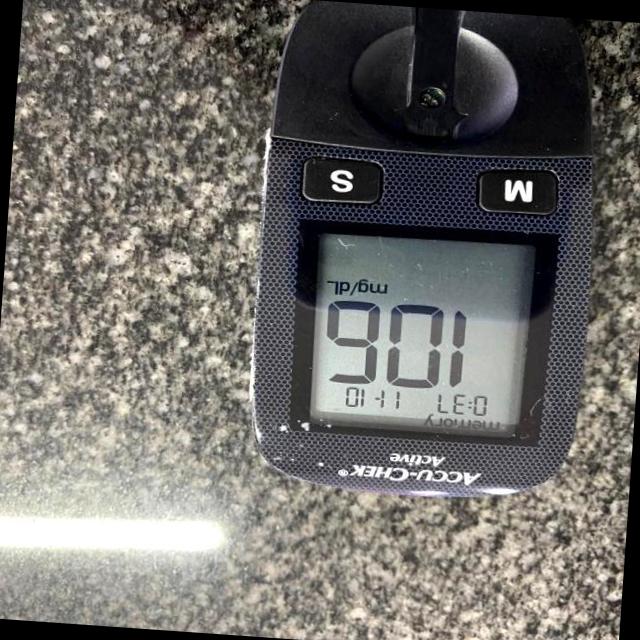 ACCU-CHEK®
Active
memory
0:37 11-10
106
mg/dL
M S